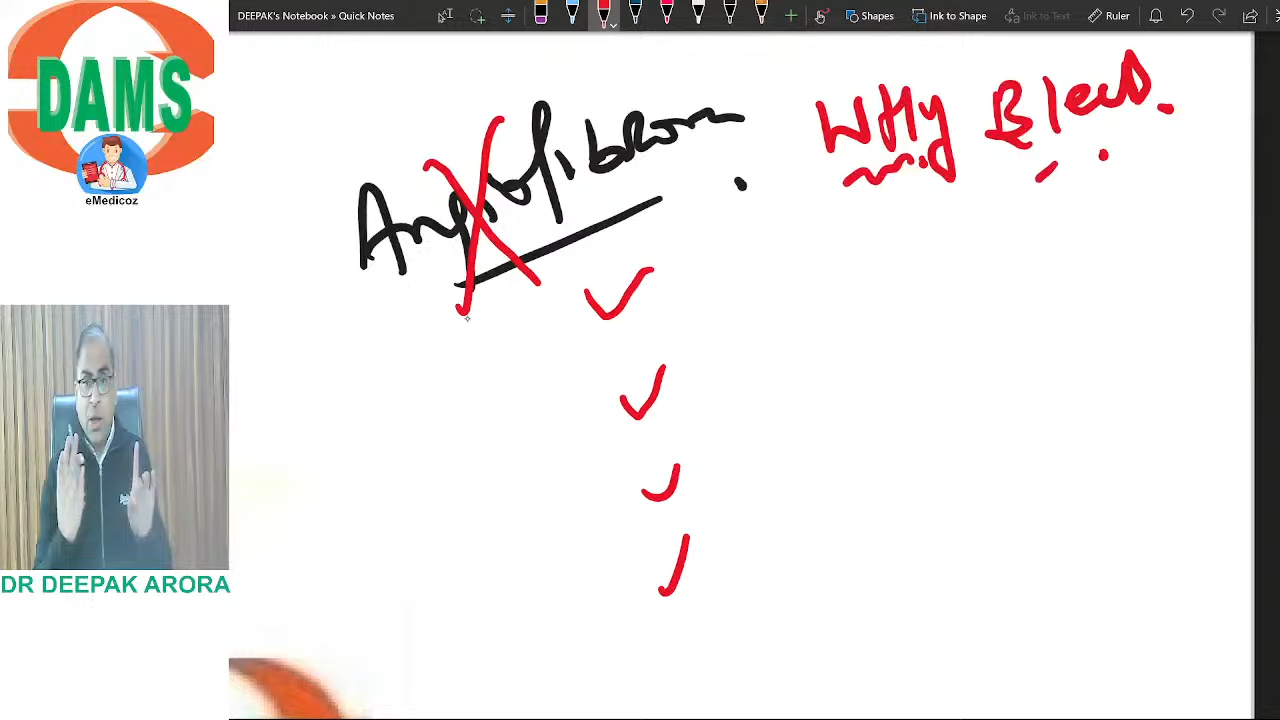 DEEPAK's Notebook » Quick Notes
Shapes
Ink to Shape
Ink to Text
Ruler
DAMS
eMedicoz
Angiofibroma
WHy Bleed.
DR DEEPAK ARORA